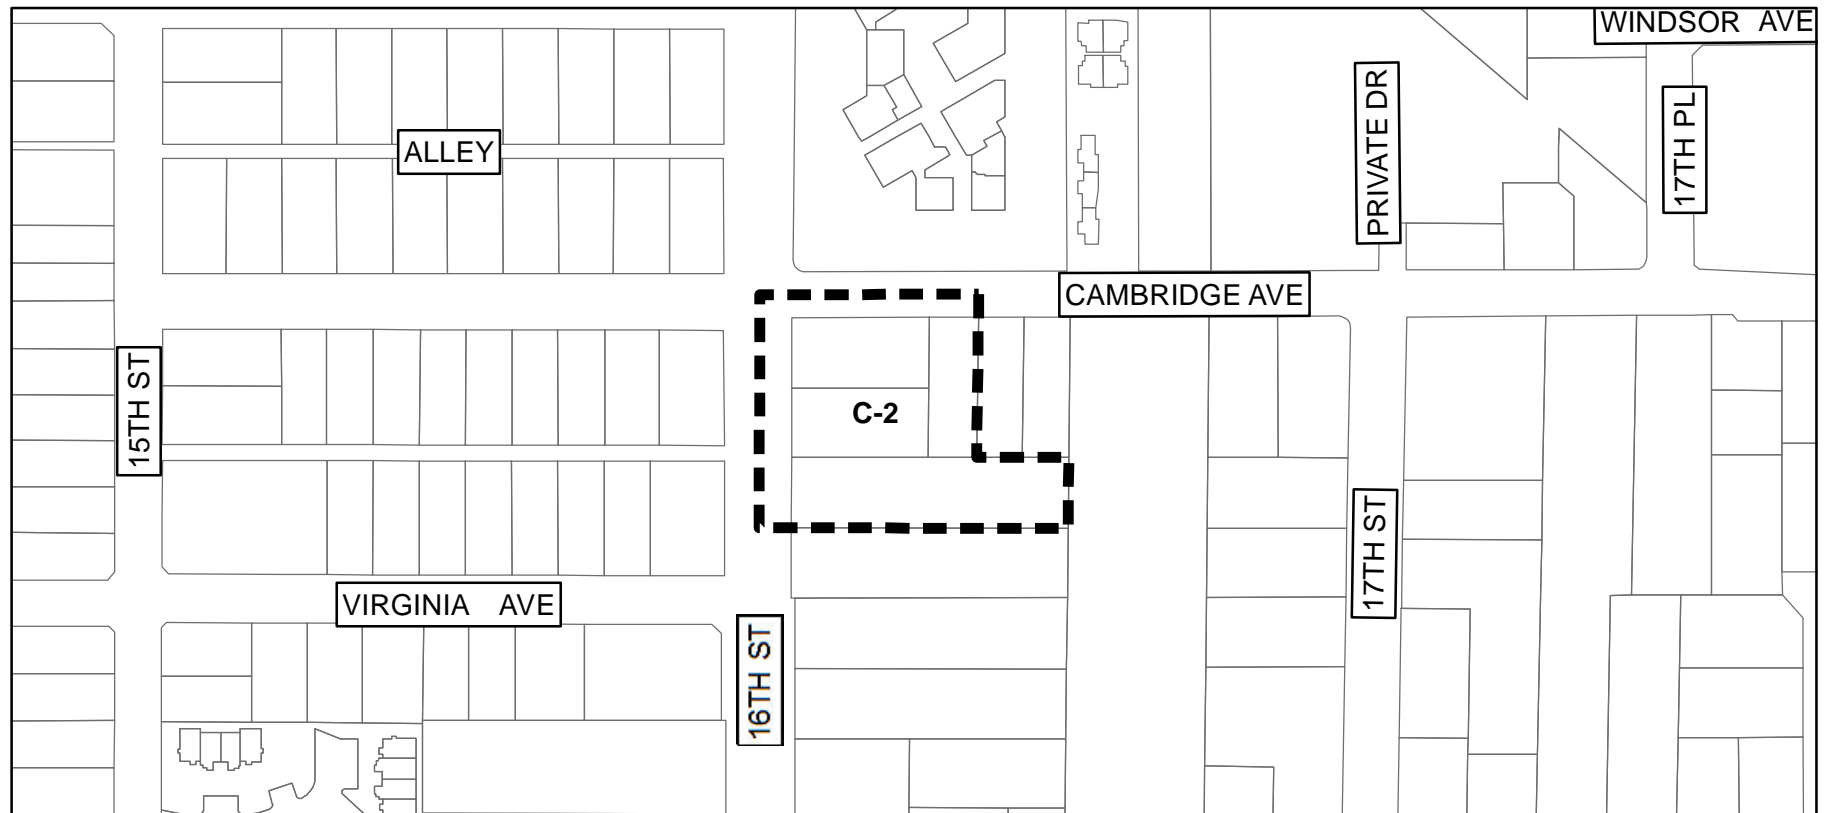 WINDSOR AVE
ALLEY
PRIVATE DR
17TH PL
CAMBRIDGE AVE
15TH ST
C-2
17TH ST
VIRGINIA AVE
16TH ST